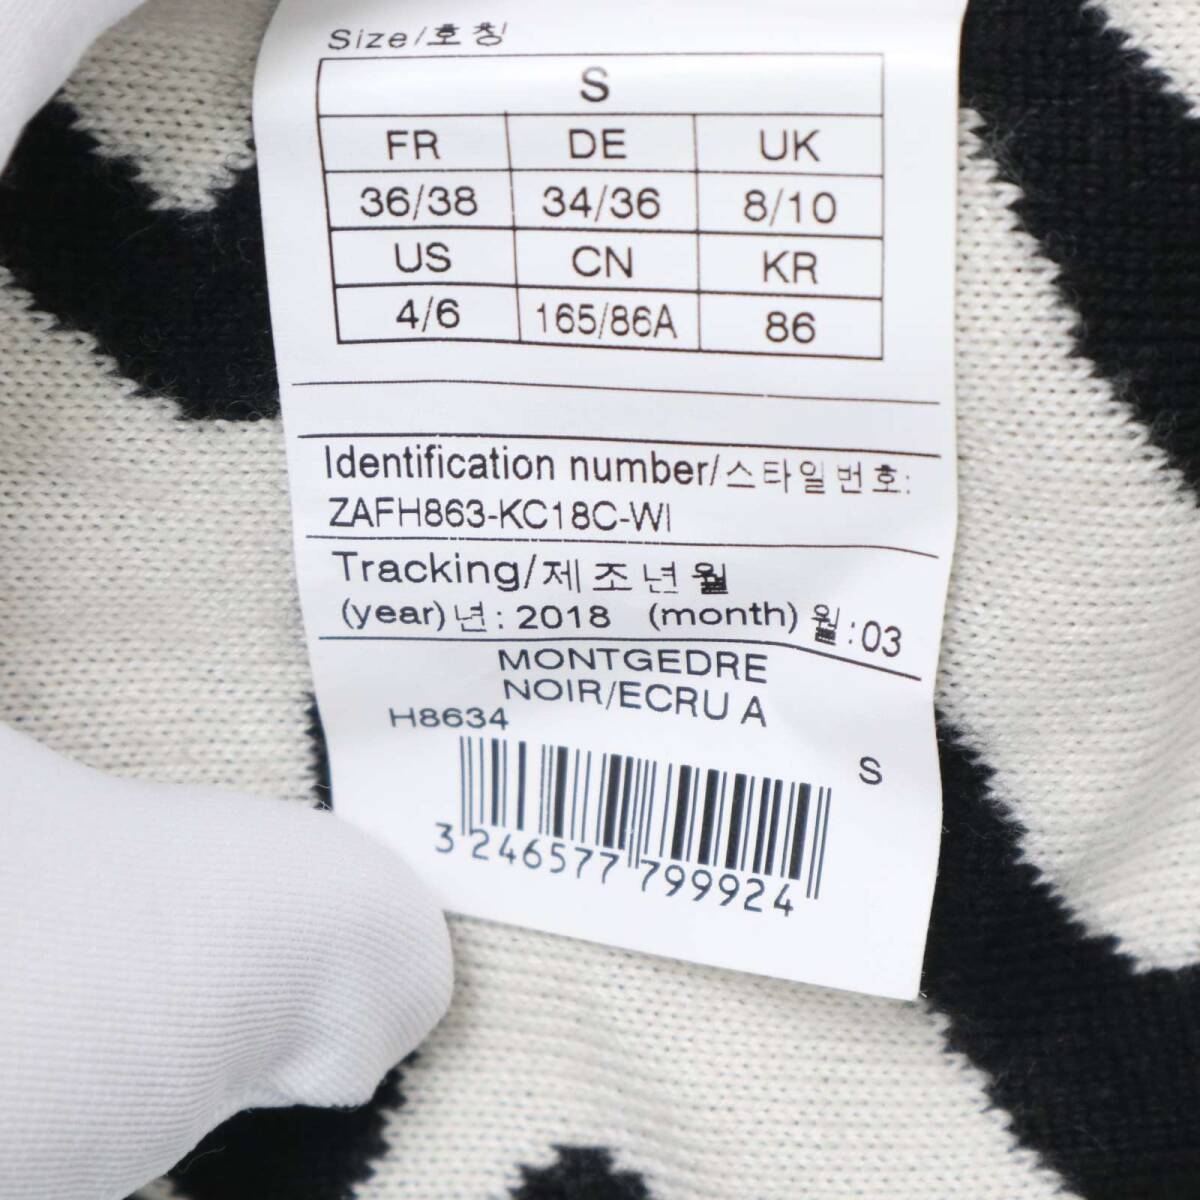 Size/호칭
S
FR DE UK
36/38 34/36 8/10
US CN KR
4/6 165/86A 86
Identification number/스타일번호:
ZAFH863-KC18C-WI
Tracking/제조년월
(year)년: 2018 (month)월:03
MONTGEDRE
NOIR/ECRU A
H8634
S
3 246577 799924